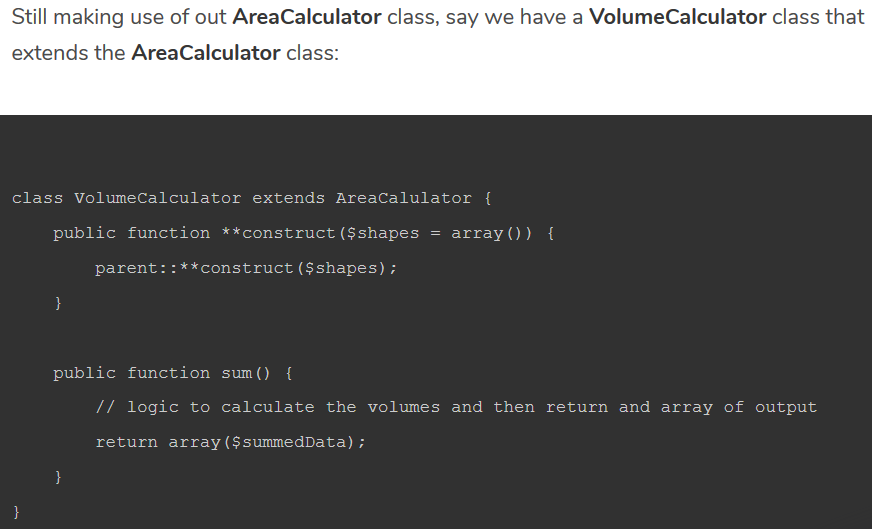 Still making use of out AreaCalculator class, say we have a VolumeCalculator class that
extends the AreaCalculator class:
class VolumeCalculator extends AreaCalulator {
public function **construct($shapes = array()) {
parent::**construct($shapes);
}
public function sum() {
// logic to calculate the volumes and then return and array of output
return array($summedData);
}
}